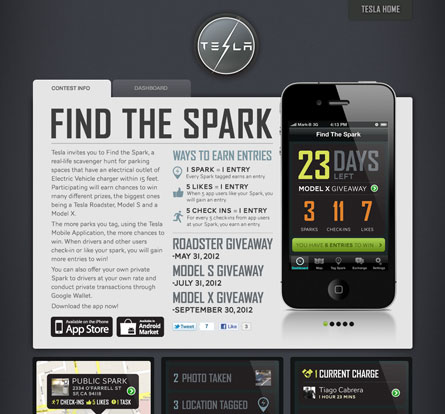 TESLA HOME
TESLA
CONTEST INFO
DASHBOARD
FIND THE SPARK
Tesla invites you to Find the Spark, a
real-life scavenger hunt for parking
spaces that have an electrical outlet of
Electric Vehicle charger within 15 feet.
Participating will earn chances to win
many different prizes, the biggest ones
being a Tesla Roadster, Model S and a
Model X.
The more parks you tag, using the Tesla
Mobile Application, the more chances
to win. When drivers and other users
check-in or like your spark, you will gain
more entries to win!
You can also offer your own private
Spark to drivers at your own rate and
conduct private transactions through
Google Wallet.
Download the app now!
Available on the iPhone
App Store
Available in
Android
Market
WAYS TO EARN ENTRIES
1 SPARK = 1 ENTRY
Every Spark tagged earns an entry.
5 LIKES = 1 ENTRY
When 5 app users like your Spark, you
will gain an entry.
5 CHECK INS = 1 ENTRY
For every 5 checkins from app users
at your Spark, you earn an entry.
ROADSTER GIVEAWAY
-MAY 31, 2012
MODEL S GIVEAWAY
-JULY 31, 2012
MODEL X GIVEAWAY
-SEPTEMBER 30, 2012
Tweet 7
Like 3
4:13 PM
Find The Spark
23 DAYS
LEFT
MODEL X GIVEAWAY
3 11 7
SPARKS CHECKINS LIKES
YOU HAVE 8 ENTRIES TO WIN
Dashboard Map Tag Spark Earnings Settings
PUBLIC SPARK
2334 O'FARRELL ST
SF, CA 94118
7 CHECK-INS 5 LIKES 1 TASK
2 PHOTO TAKEN
3 LOCATION TAGGED
1 CURRENT CHARGE
Tiago Cabrera
1 HOUR 23 MINS